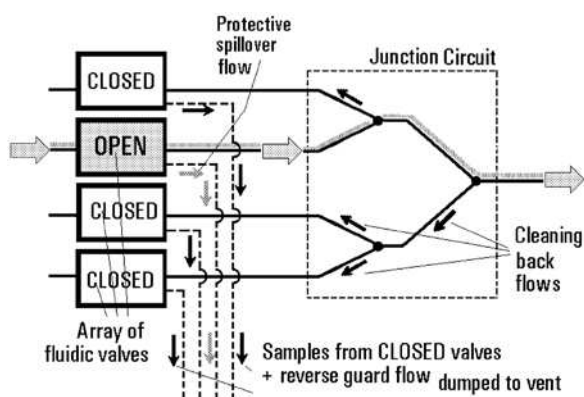 Protective
spillover
flow
Junction Circuit
CLOSED
OPEN
CLOSED
CLOSED
Cleaning
back
flows
Array of
fluidic valves
Samples from CLOSED valves
+ reverse guard flow dumped to vent